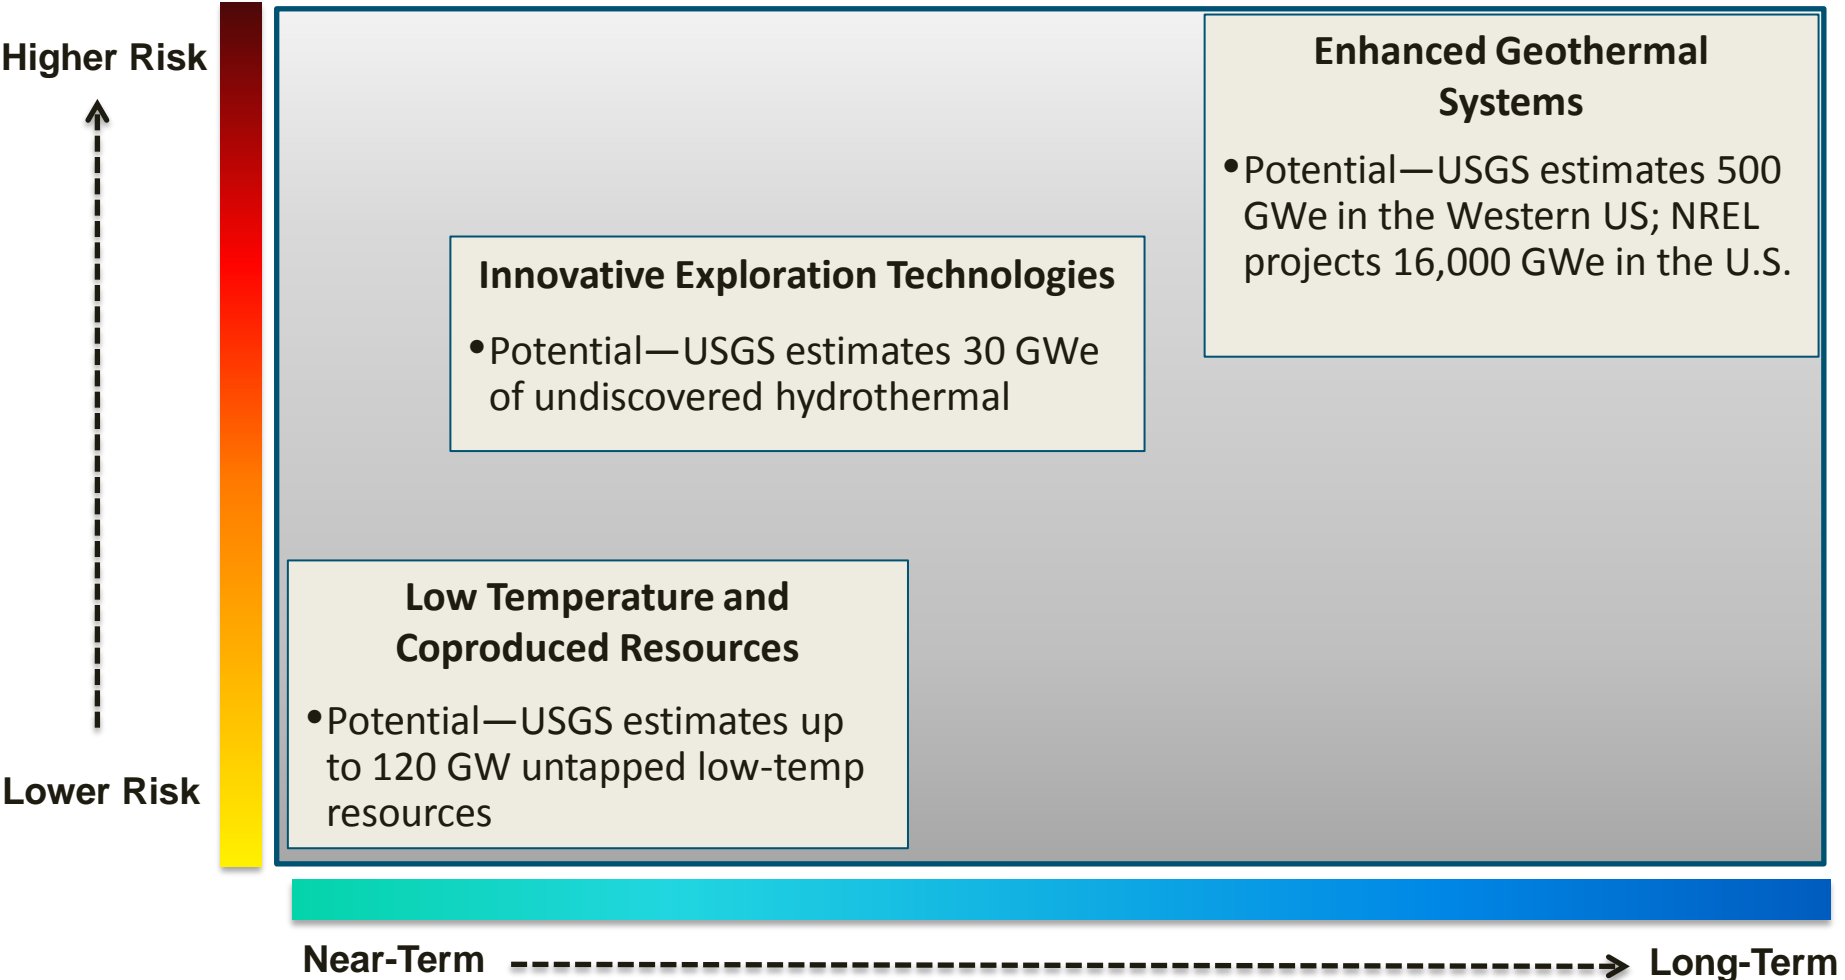 Higher Risk
Enhanced Geothermal
Systems
•Potential—USGS estimates 500
GWe in the Western US; NREL
projects 16,000 GWe in the U.S.
Innovative Exploration Technologies
•Potential—USGS estimates 30 GWe
of undiscovered hydrothermal
Low Temperature and
Coproduced Resources
•Potential—USGS estimates up
to 120 GW untapped low-temp
resources
Lower Risk
Near-Term
Long-Term